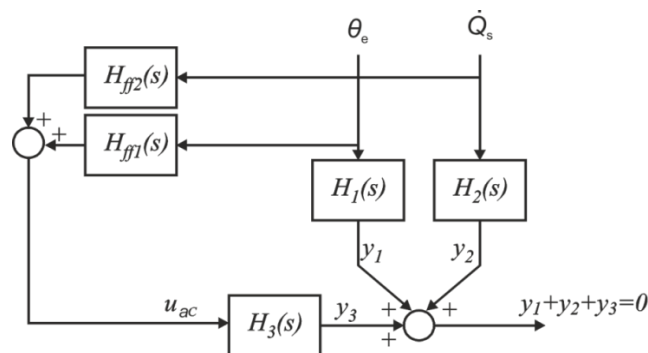 θe
Q̇s
Hff2(s)
+
+
Hff1(s)
H1(s)
H2(s)
y1
y2
uac
H3(s)
y3
+
+
+
y1+y2+y3=0